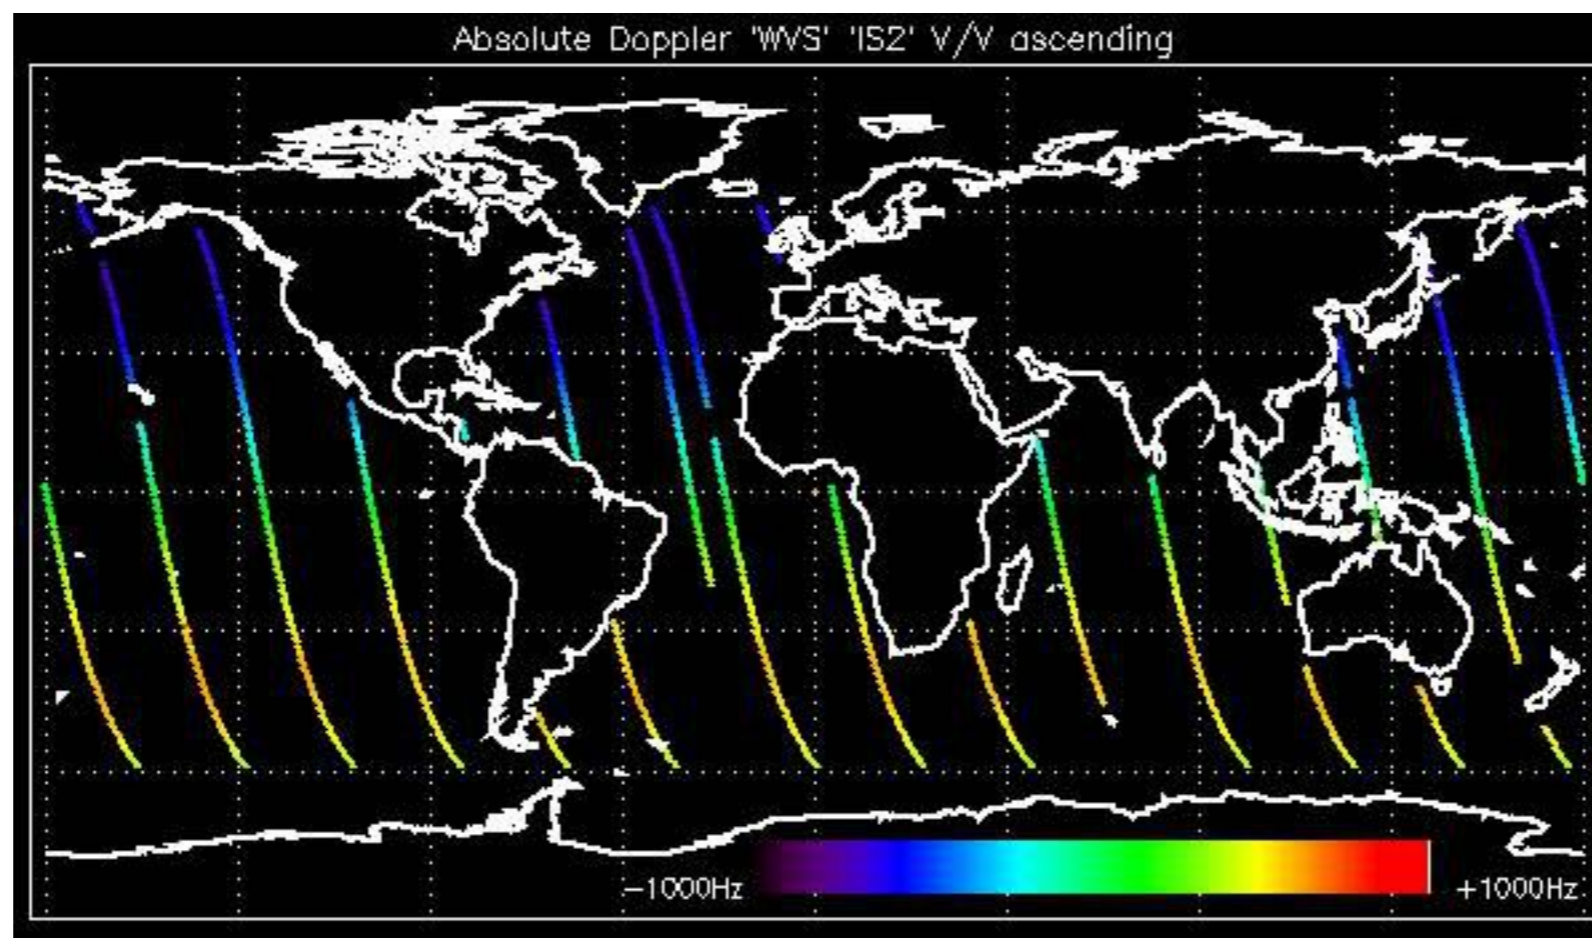 Absolute Doppler 'WVS' 'IS2' V/V ascending
-1000Hz
+1000Hz